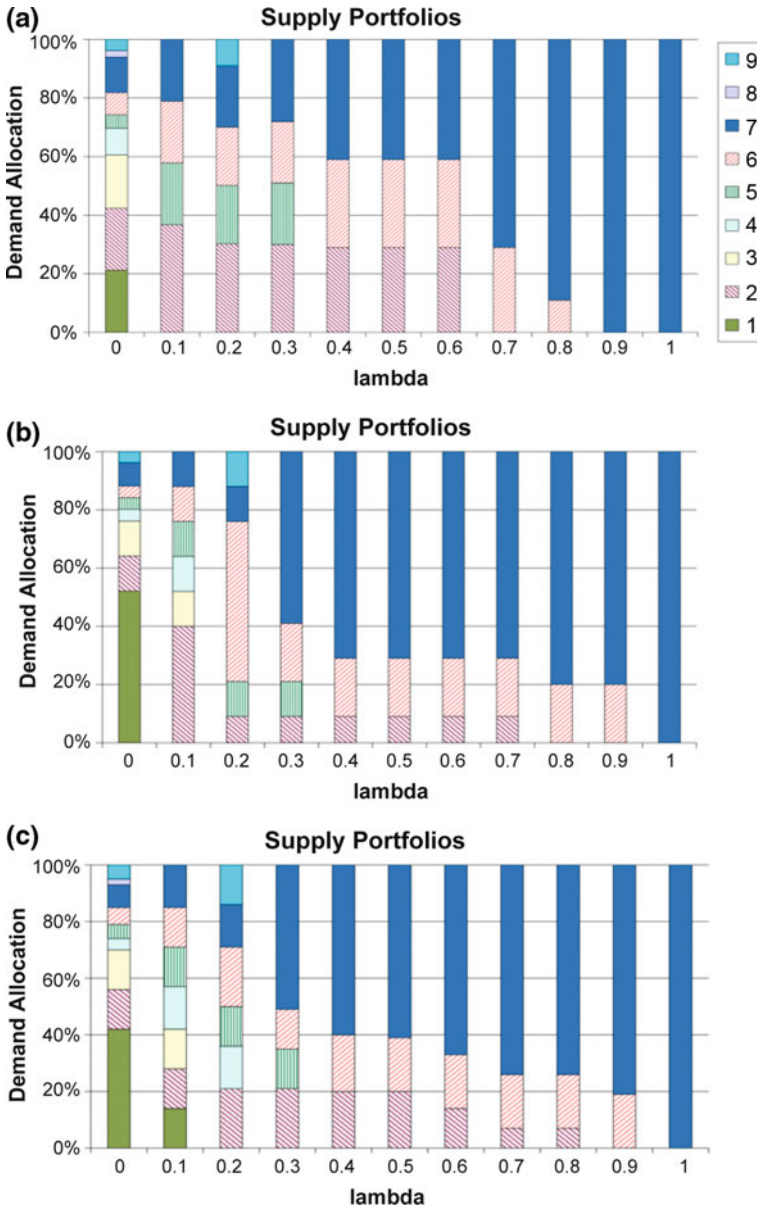 (a) Supply Portfolios
100%
80%
60%
40%
20%
0%
Demand Allocation
0 0.1 0.2 0.3 0.4 0.5 0.6 0.7 0.8 0.9 1
lambda
9
8
7
6
5
4
3
2
1
(b) Supply Portfolios
100%
80%
60%
40%
20%
0%
Demand Allocation
0 0.1 0.2 0.3 0.4 0.5 0.6 0.7 0.8 0.9 1
lambda
(c) Supply Portfolios
100%
80%
60%
40%
20%
0%
Demand Allocation
0 0.1 0.2 0.3 0.4 0.5 0.6 0.7 0.8 0.9 1
lambda